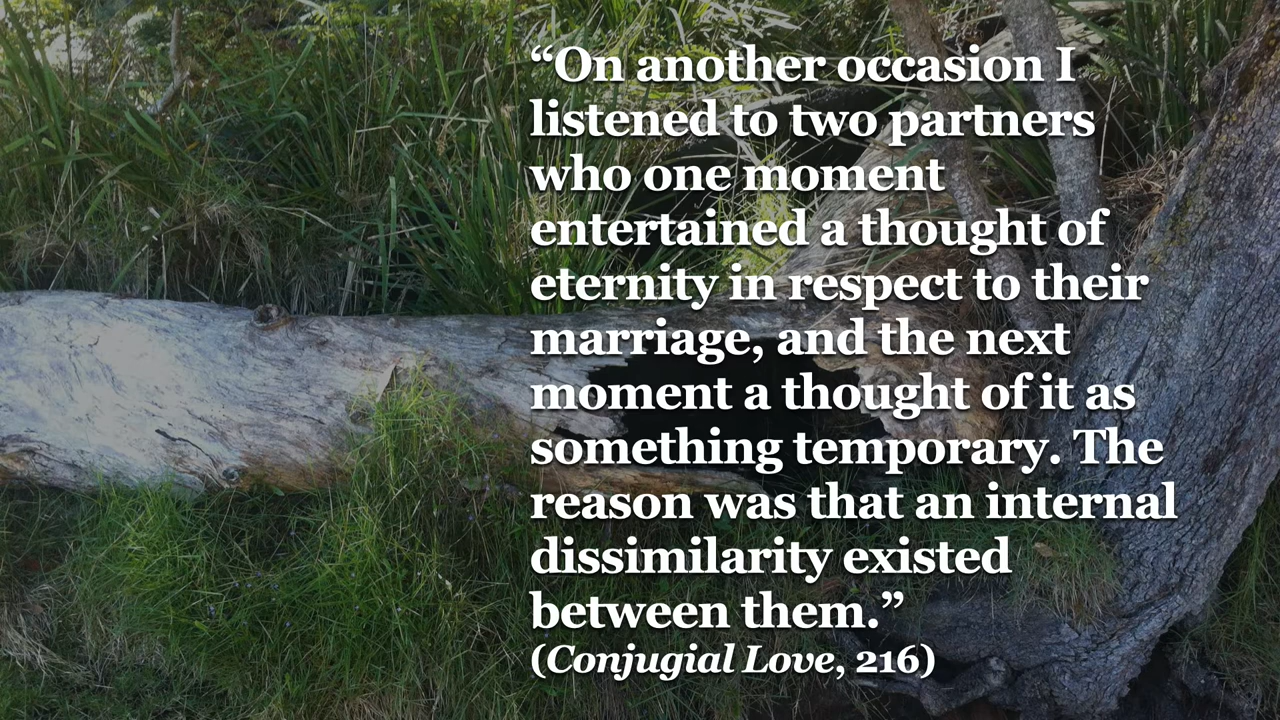 “On another occasion I
listened to two partners
who one moment
entertained a thought of
eternity in respect to their
marriage, and the next
moment a thought of it as
something temporary. The
reason was that an internal
dissimilarity existed
between them.”
(Conjugial Love, 216)